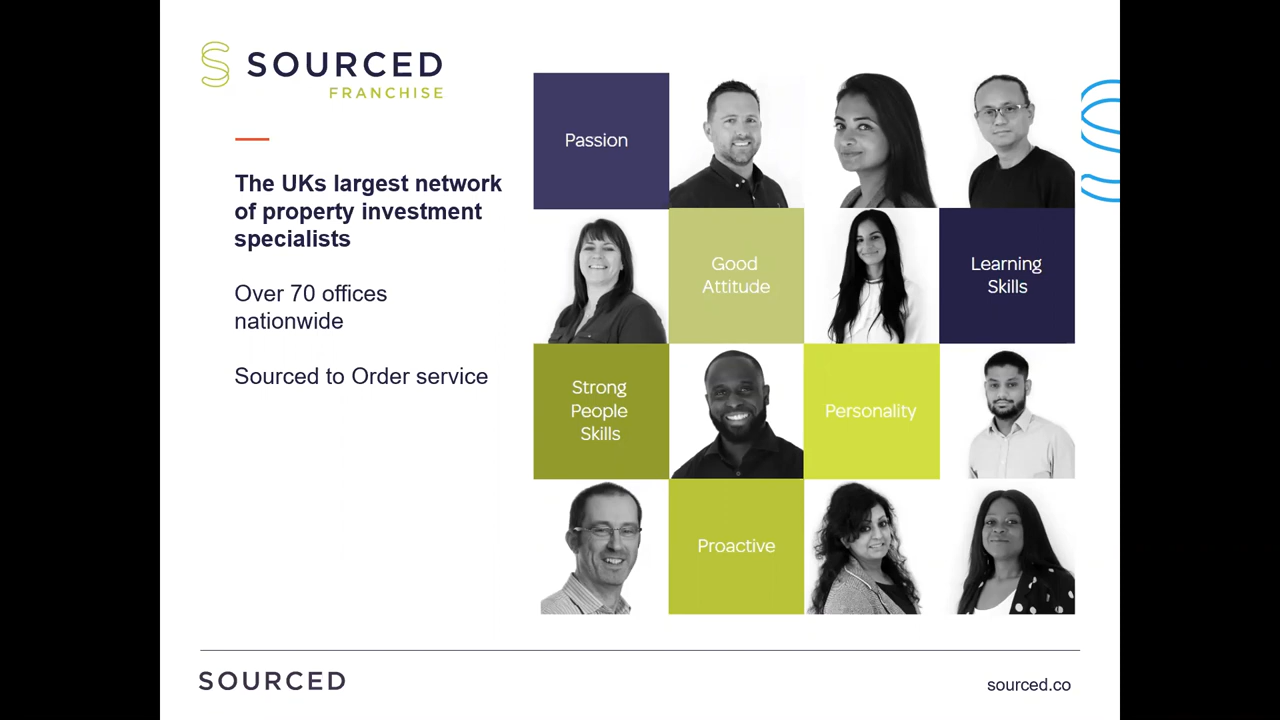 SOURCED
FRANCHISE
The UKs largest network
of property investment
specialists
Over 70 offices
nationwide
Sourced to Order service
Passion
Good
Attitude
Learning
Skills
Strong
People
Skills
Personality
Proactive
SOURCED
sourced.co